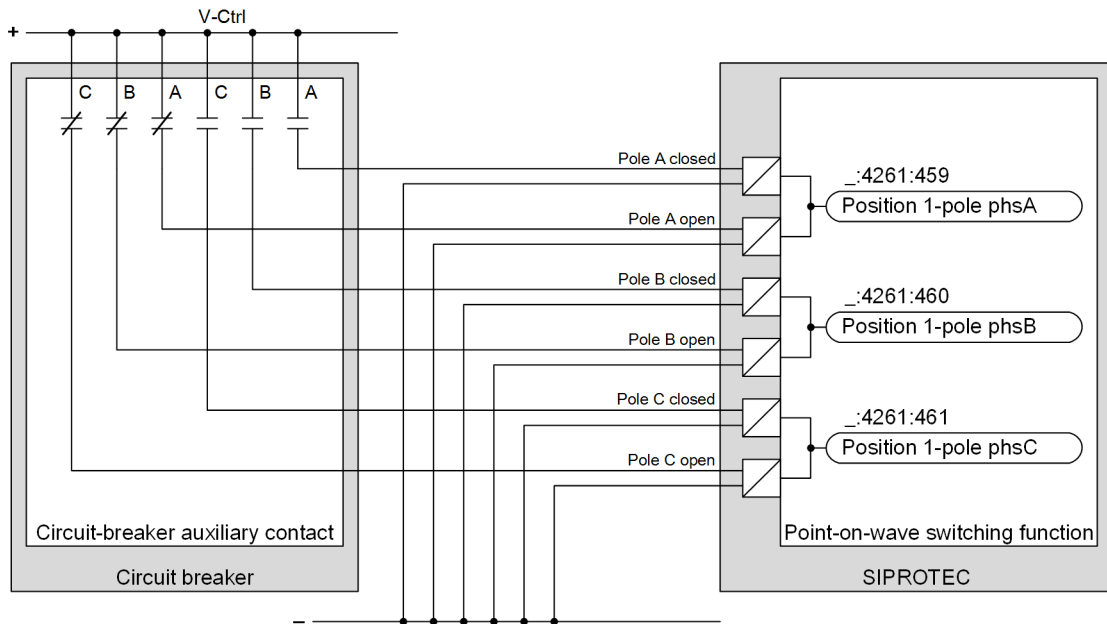 V-Ctrl
+
C B A C B A
Pole A closed
_:4261:459
Position 1-pole phsA
Pole A open
Pole B closed
_:4261:460
Position 1-pole phsB
Pole B open
Pole C closed
_:4261:461
Position 1-pole phsC
Pole C open
Circuit-breaker auxiliary contact
Point-on-wave switching function
Circuit breaker
SIPROTEC
–